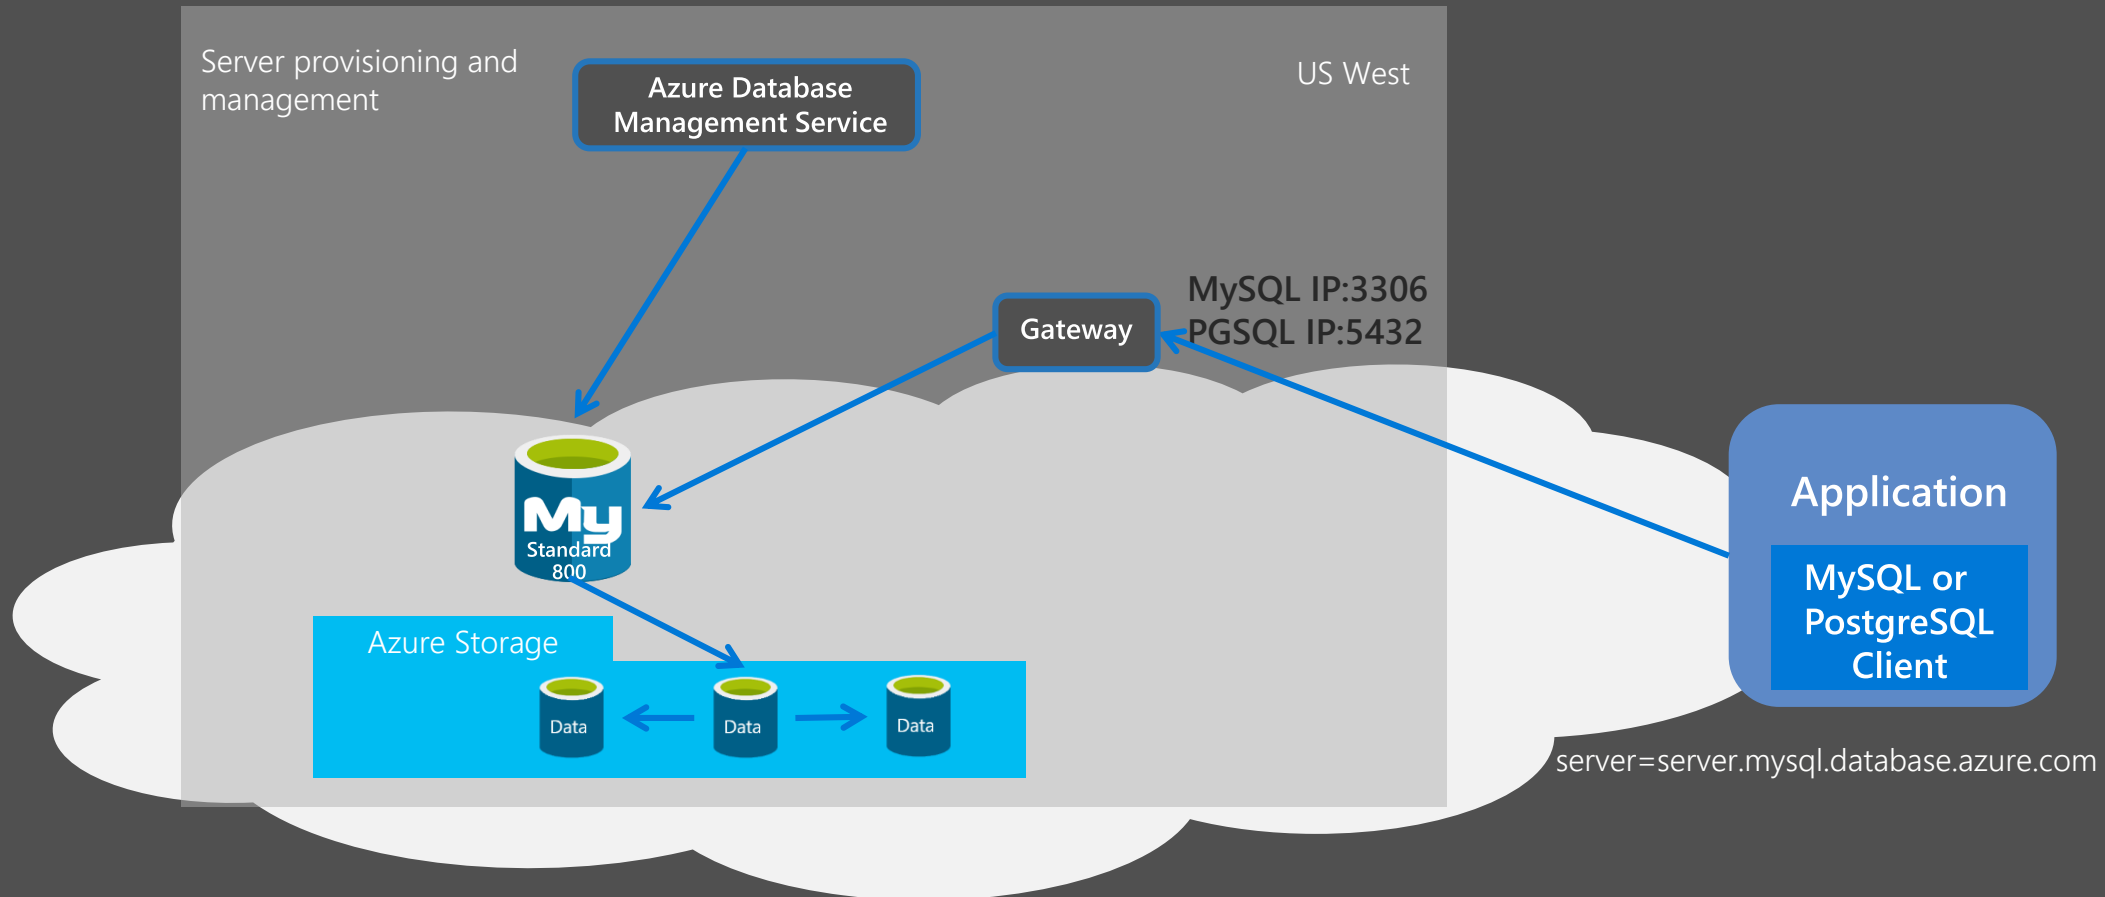 Server provisioning and
management
Azure Database
Management Service
US West
MySQL IP:3306
PGSQL IP:5432
Gateway
My
Standard
800
Azure Storage
Data
Data
Data
Application
MySQL or
PostgreSQL
Client
server=server.mysql.database.azure.com